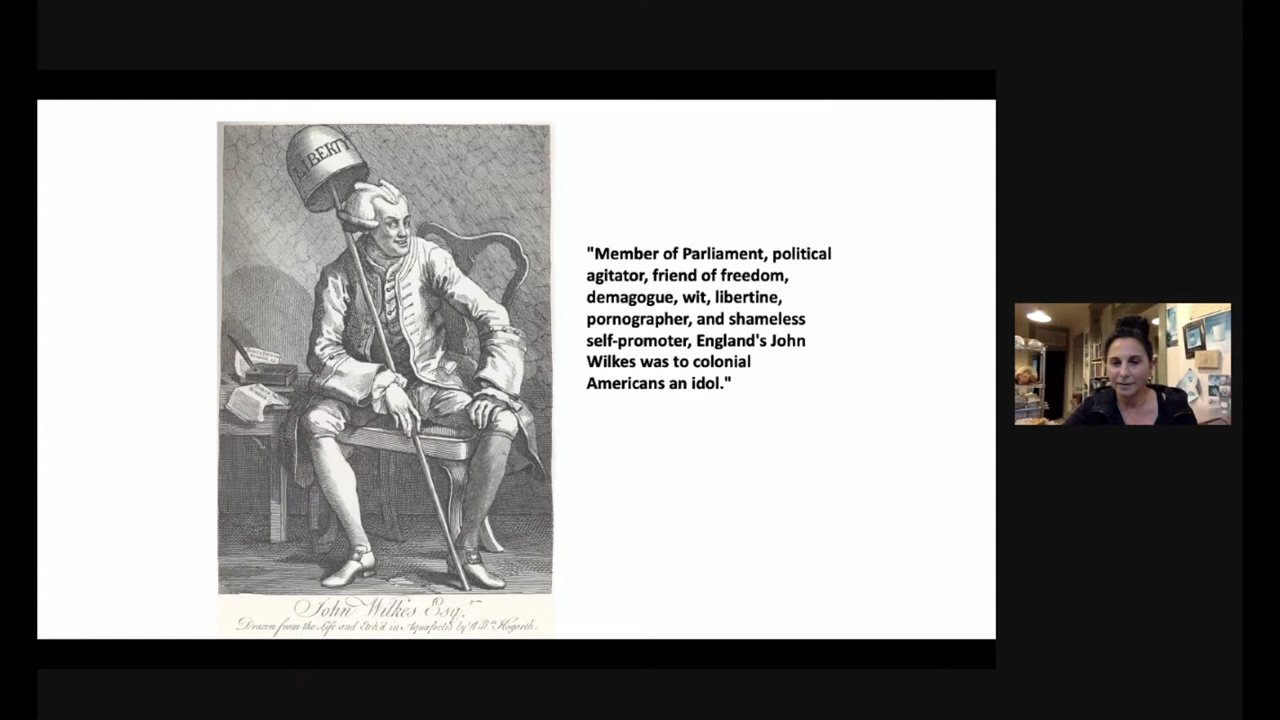 LIBERTY
"Member of Parliament, political
agitator, friend of freedom,
demagogue, wit, libertine,
pornographer, and shameless
self-promoter, England's John
Wilkes was to colonial
Americans an idol."
John Wilkes Esqr.
Drawn from the Life and Etch'd in Aquafortis by Willm. Hogarth.